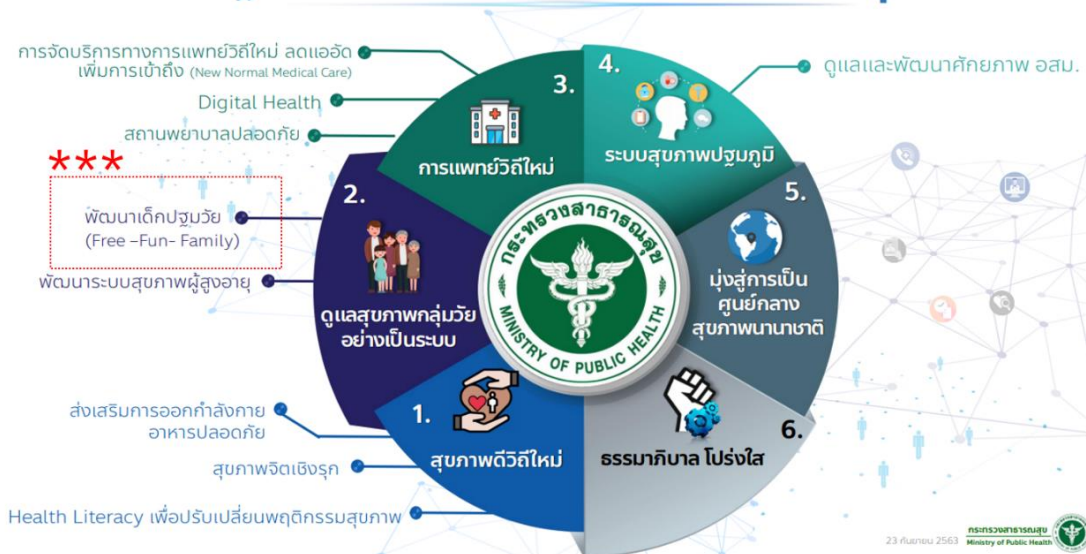 การจัดบริการทางการแพทย์วิถีใหม่ ลดแออัด
เพิ่มการเข้าถึง (New Normal Medical Care)
Digital Health
สถานพยาบาลปลอดภัย
3.
การแพทย์วิถีใหม่
4.
ระบบสุขภาพปฐมภูมิ
ดูแลและพัฒนาศักยภาพ อสม.
***
พัฒนาเด็กปฐมวัย
(Free –Fun- Family)
พัฒนาระบบสุขภาพผู้สูงอายุ
2.
ดูแลสุขภาพกลุ่มวัย
อย่างเป็นระบบ
กระทรวงสาธารณสุข
MINISTRY OF PUBLIC HEALTH
5.
มุ่งสู่การเป็น
ศูนย์กลาง
สุขภาพนานาชาติ
ส่งเสริมการออกกำลังกาย
อาหารปลอดภัย
สุขภาพจิตเชิงรุก
Health Literacy เพื่อปรับเปลี่ยนพฤติกรรมสุขภาพ
1.
สุขภาพดีวิถีใหม่
6.
ธรรมาภิบาล โปร่งใส
23 กันยายน 2563
กระทรวงสาธารณสุข
Ministry of Public Health